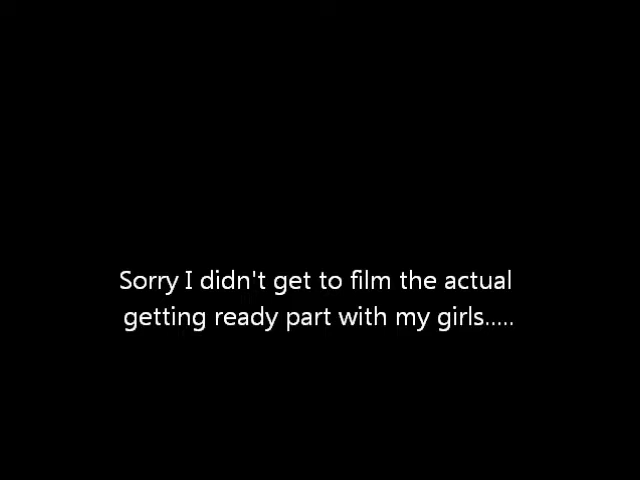 Sorry I didn't get to film the actual
getting ready part with my girls.....